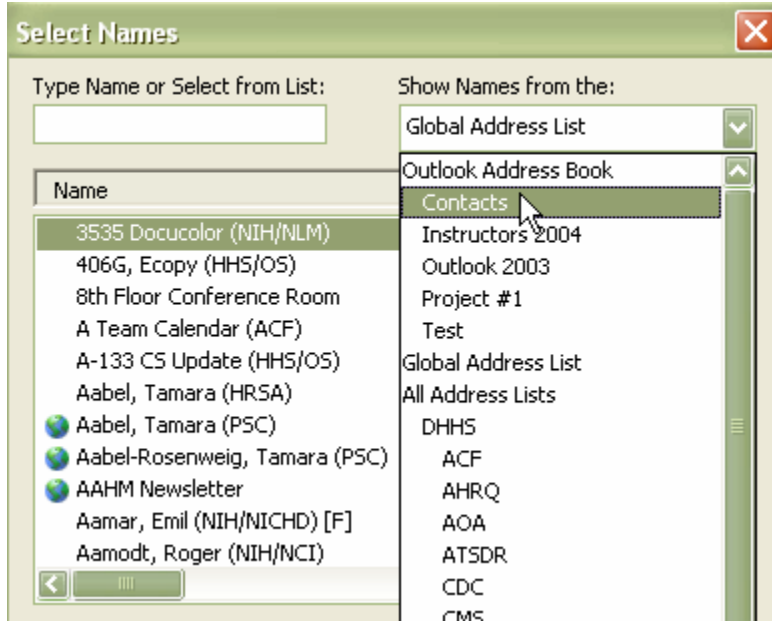 Select Names
Type Name or Select from List:
Show Names from the:
Global Address List
Name
3535 Docucolor (NIH/NLM)
406G, Ecopy (HHS/OS)
8th Floor Conference Room
A Team Calendar (ACF)
A-133 CS Update (HHS/OS)
Aabel, Tamara (HRSA)
Aabel, Tamara (PSC)
Aabel-Rosenweig, Tamara (PSC)
AAHM Newsletter
Aamar, Emil (NIH/NICHD) [F]
Aamodt, Roger (NIH/NCI)
Outlook Address Book
Contacts
Instructors 2004
Outlook 2003
Project #1
Test
Global Address List
All Address Lists
DHHS
ACF
AHRQ
AOA
ATSDR
CDC
CMS